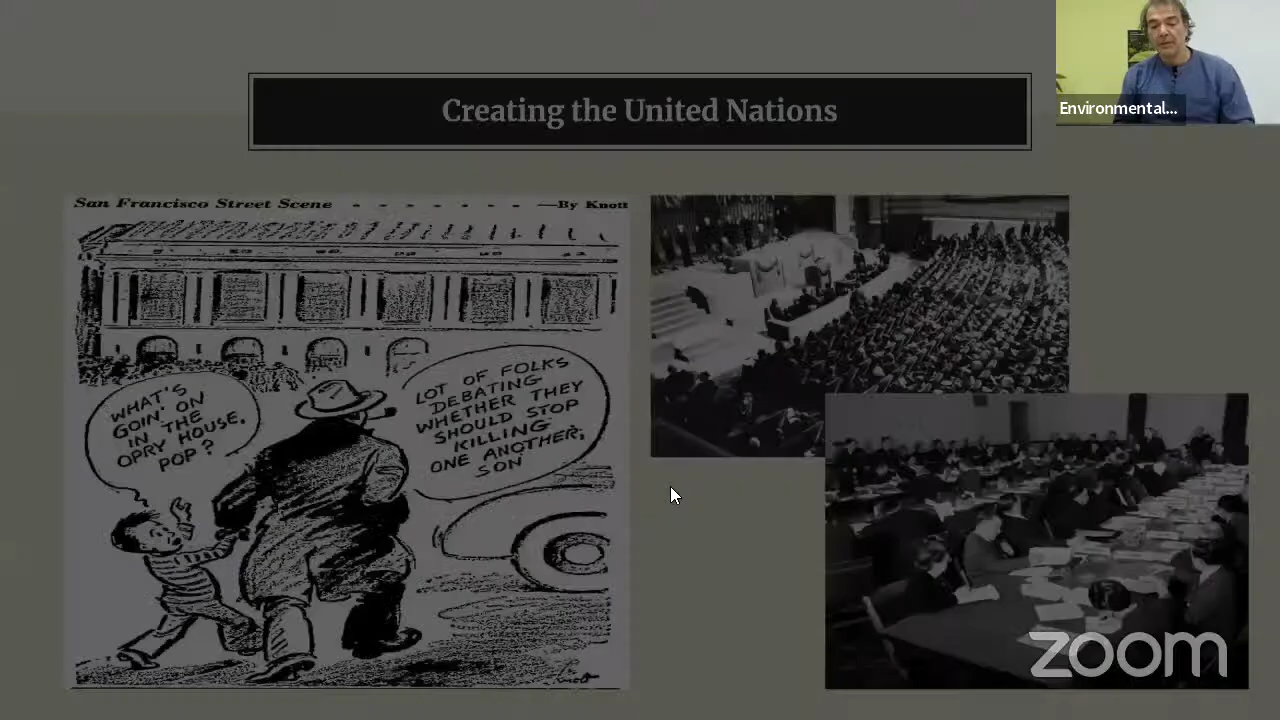 Creating the United Nations
Environmental...
San Francisco Street Scene - - - - - - - —By Knott
WHAT'S
GOIN' ON
IN THE
OPRY HOUSE,
POP?
LOT OF FOLKS
DEBATING
WHETHER THEY
SHOULD STOP
KILLING
ONE ANOTHER,
SON
zoom